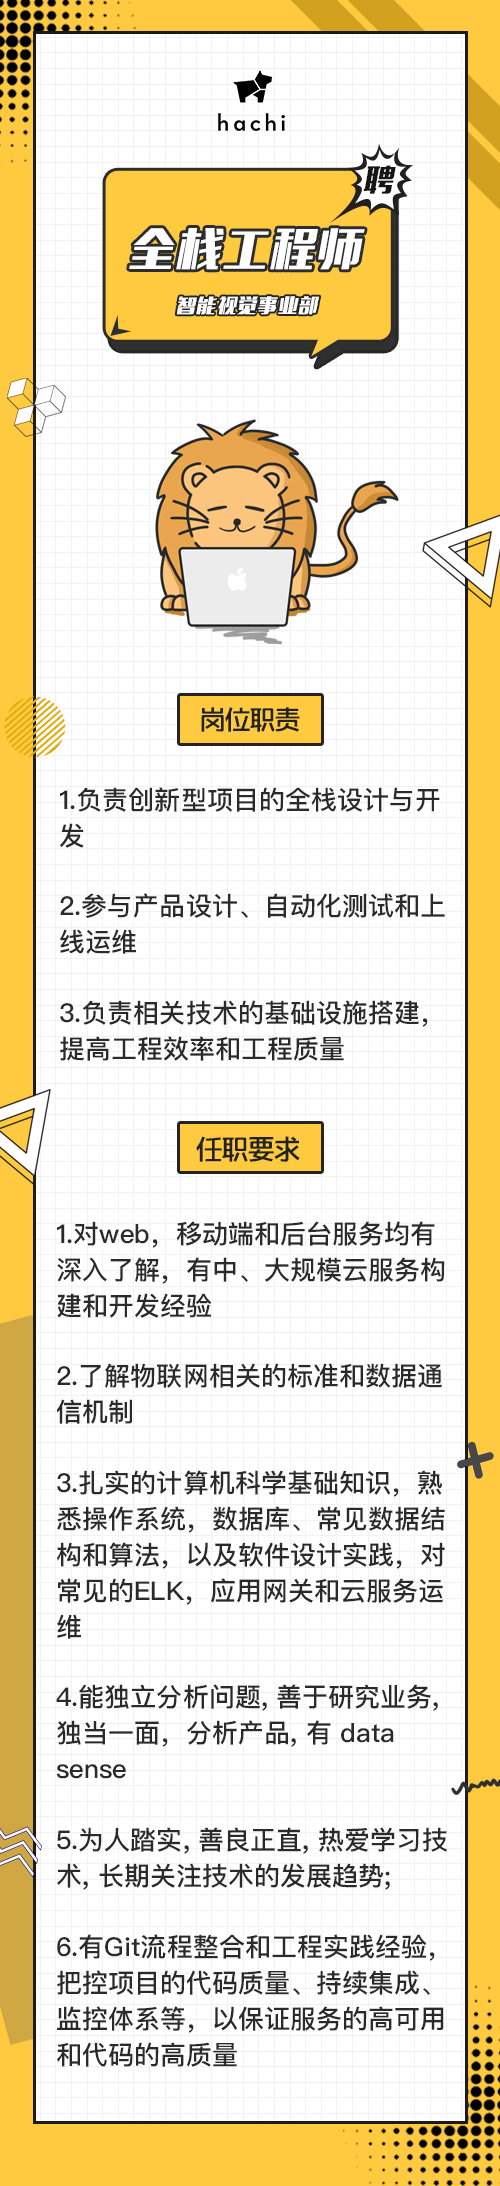 hachi
聘
全栈工程师
智能视觉事业部
岗位职责
1.负责创新型项目的全栈设计与开
发
2.参与产品设计、自动化测试和上
线运维
3.负责相关技术的基础设施搭建，
提高工程效率和工程质量
任职要求
1.对web，移动端和后台服务均有
深入了解，有中、大规模云服务构
建和开发经验
2.了解物联网相关的标准和数据通
信机制
3.扎实的计算机科学基础知识，熟
悉操作系统，数据库、常见数据结
构和算法，以及软件设计实践，对
常见的ELK，应用网关和云服务运
维
4.能独立分析问题, 善于研究业务,
独当一面，分析产品, 有 data
sense
5.为人踏实, 善良正直, 热爱学习技
术, 长期关注技术的发展趋势;
6.有Git流程整合和工程实践经验，
把控项目的代码质量、持续集成、
监控体系等，以保证服务的高可用
和代码的高质量